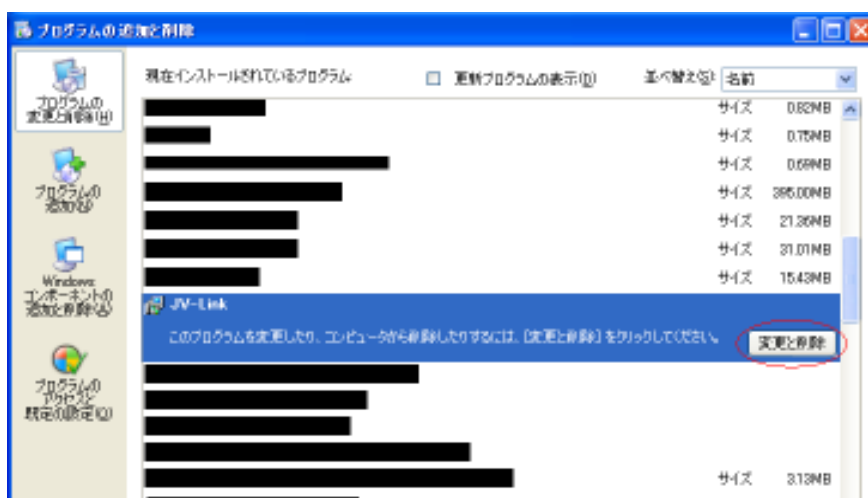 プログラムの追加と削除
現在インストールされているプログラム:
更新プログラムの表示(D)
並べ替え(S):
名前
プログラムの
変更と削除(H)
プログラムの
追加(N)
Windows
コンポーネントの
追加と削除(A)
プログラムの
アクセスと
既定の設定(O)
サイズ 0.82MB
サイズ 0.75MB
サイズ 0.69MB
サイズ 395.00MB
サイズ 21.36MB
サイズ 31.01MB
サイズ 15.43MB
JV-Link
このプログラムを変更したり、コンピュータから削除したりするには、[変更と削除] をクリックしてください。
変更と削除
サイズ 3.13MB